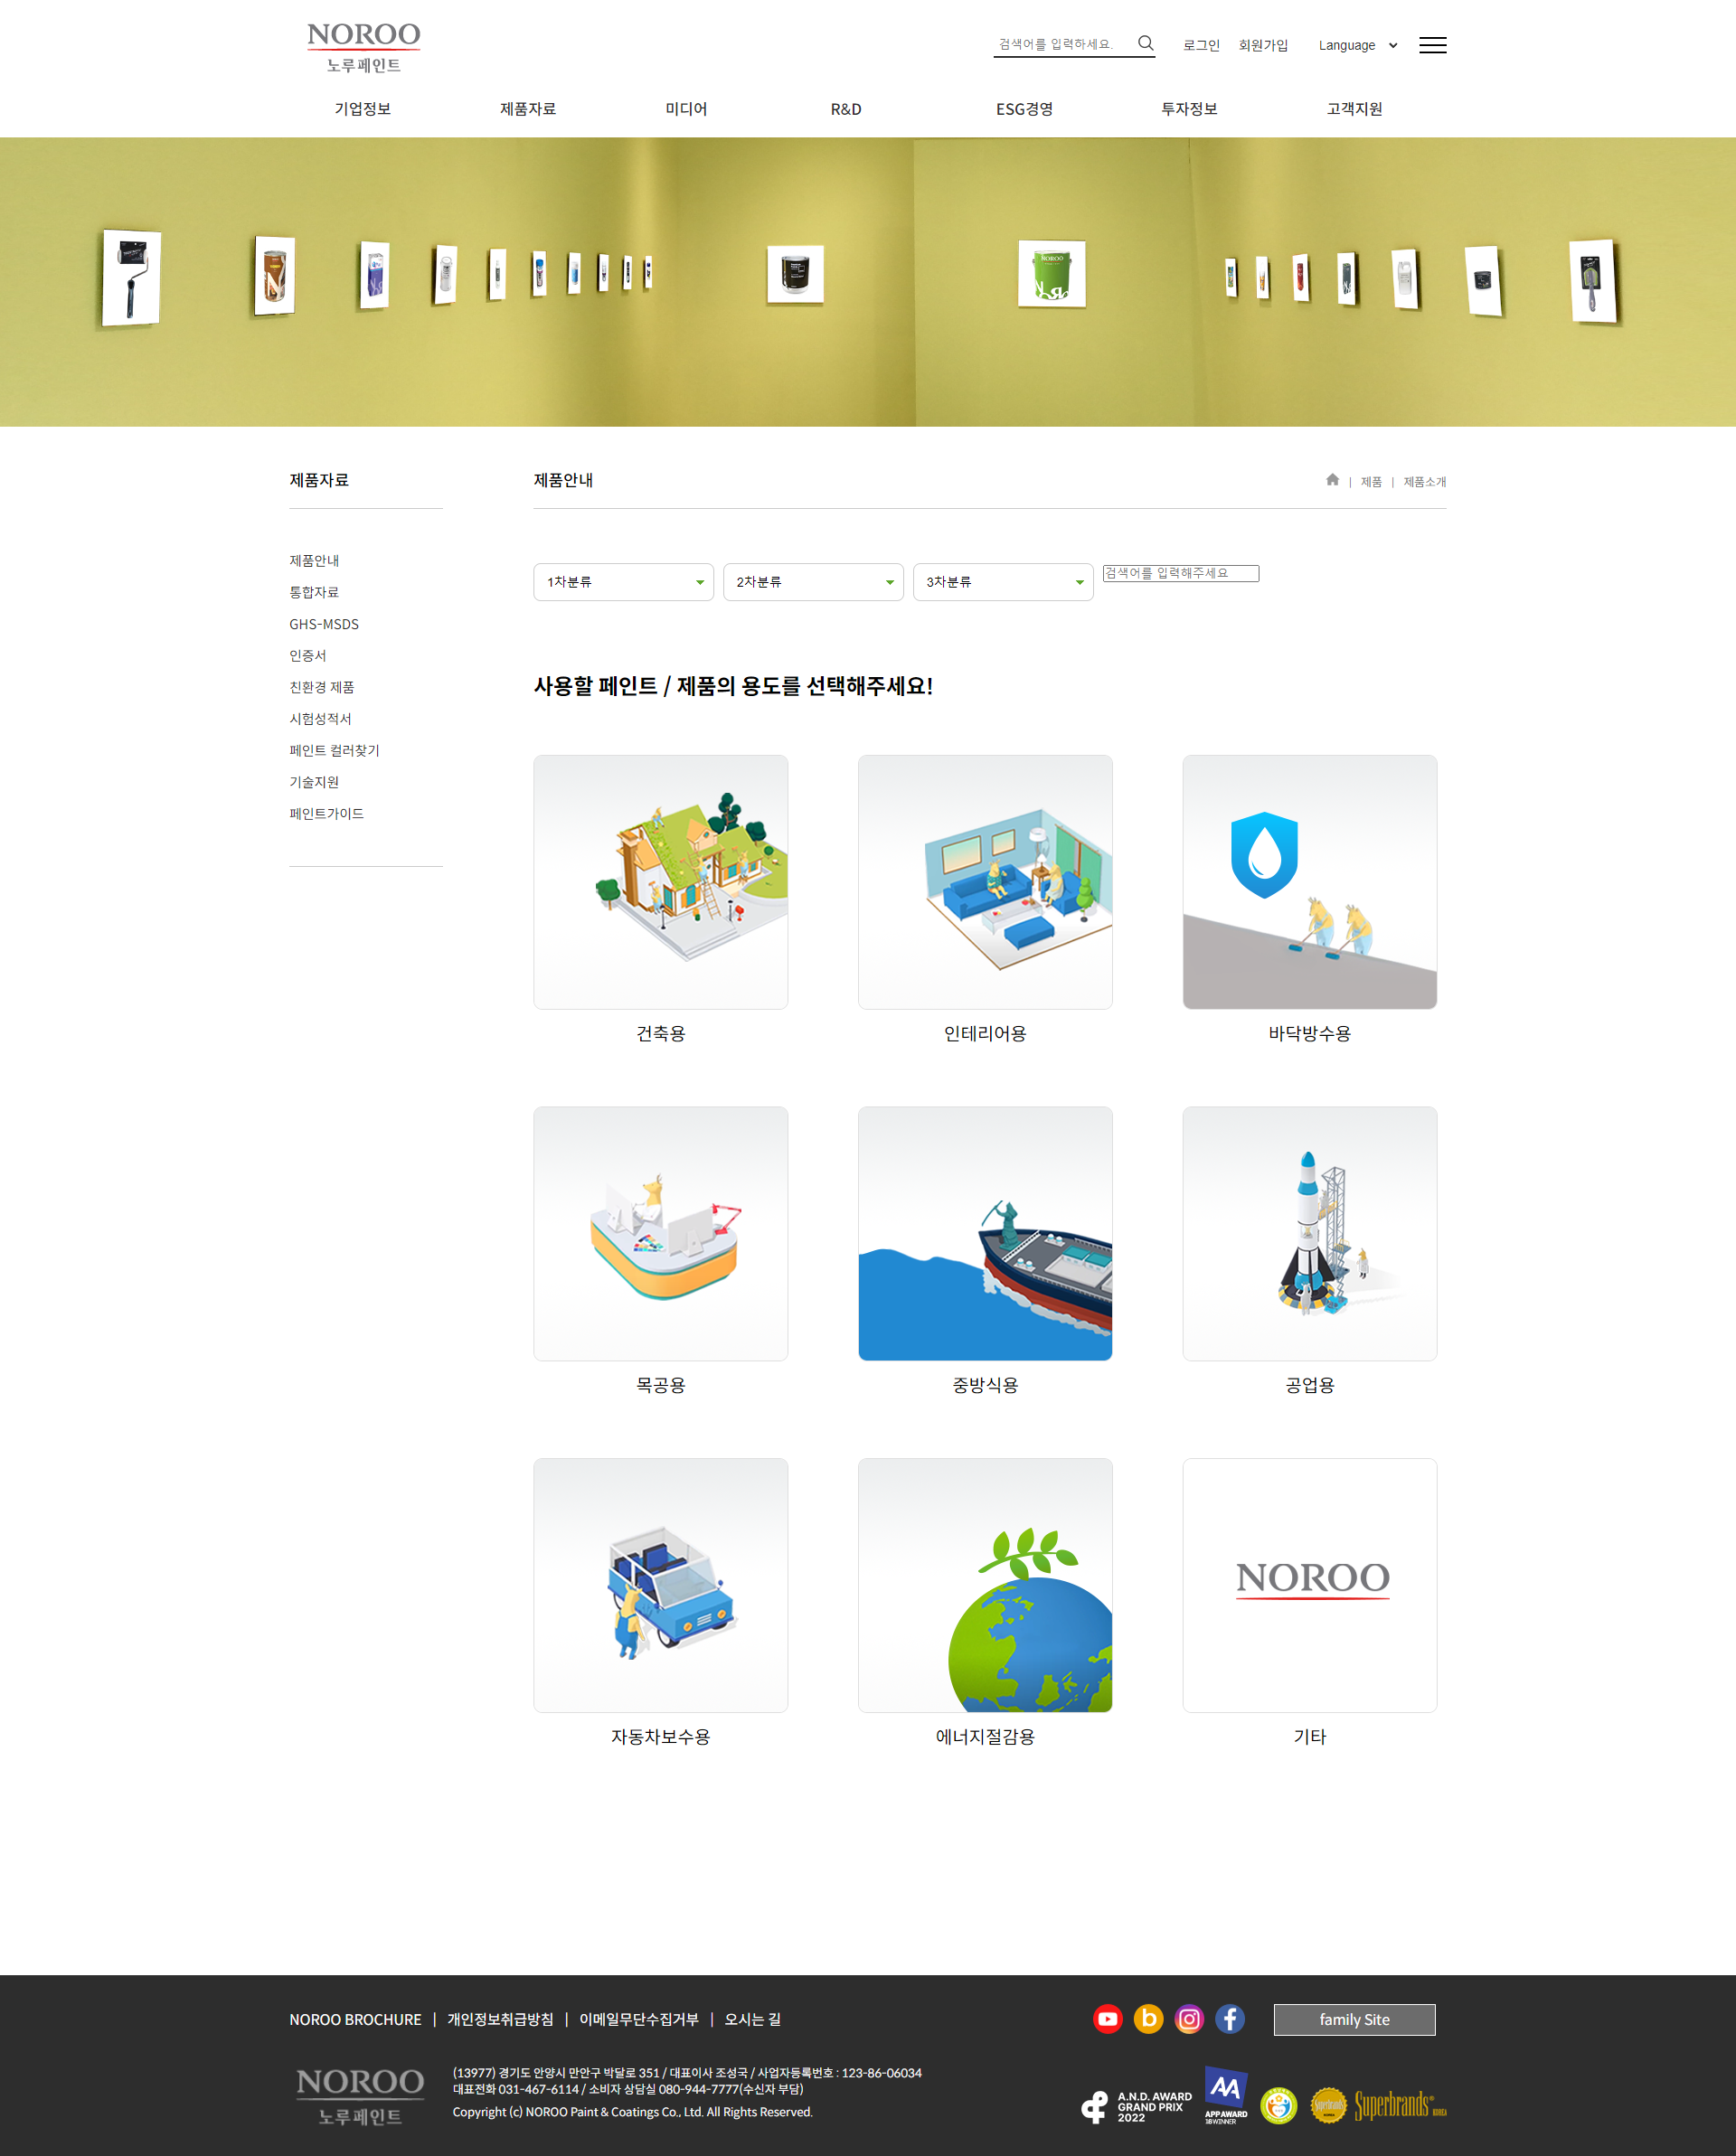 NOROO
노루페인트
검색어를 입력하세요.
로그인 회원가입 Language
기업정보 제품자료 미디어 R&D ESG경영 투자정보 고객지원
제품자료
제품안내
통합자료
GHS-MSDS
인증서
친환경 제품
시험성적서
페인트 컬러찾기
기술지원
페인트가이드
제품안내
| 제품 | 제품소개
1차분류 2차분류 3차분류 검색어를 입력해주세요
사용할 페인트 / 제품의 용도를 선택해주세요!
건축용 인테리어용 바닥방수용
목공용 중방식용 공업용
NOROO
자동차보수용 에너지절감용 기타
NOROO BROCHURE | 개인정보취급방침 | 이메일무단수집거부 | 오시는 길
family Site
NOROO
노루페인트
(13977) 경기도 안양시 만안구 박달로 351 / 대표이사 조성국 / 사업자등록번호 : 123-86-06034
대표전화 031-467-6114 / 소비자 상담실 080-944-7777(수신자 부담)
Copyright (c) NOROO Paint & Coatings Co., Ltd. All Rights Reserved.
A.N.D. AWARD
GRAND PRIX
2022
AA
APP AWARD
18WINNER
Superbrands
KOREA